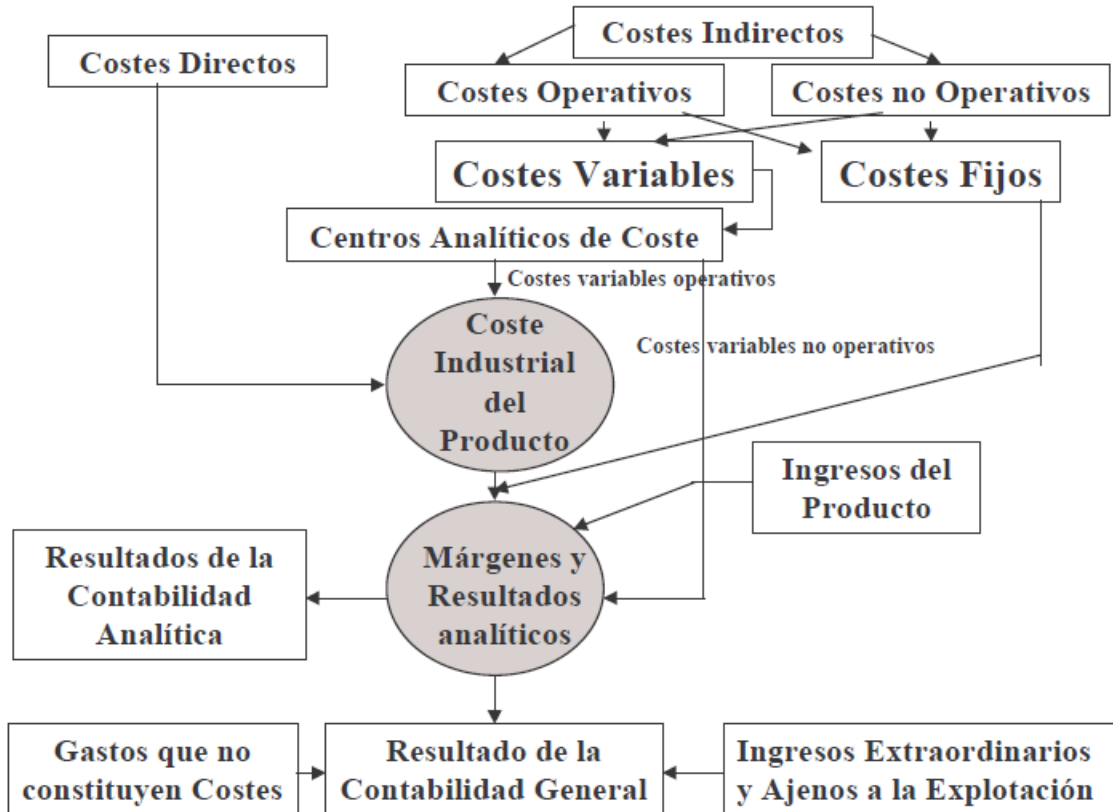 Costes Indirectos
Costes Directos
Costes Operativos
Costes no Operativos
Costes Variables
Costes Fijos
Centros Analíticos de Coste
Costes variables operativos
Coste
Industrial
del
Producto
Costes variables no operativos
Ingresos del
Producto
Resultados de la
Contabilidad
Analítica
Márgenes y
Resultados
analíticos
Gastos que no
constituyen Costes
Resultado de la
Contabilidad General
Ingresos Extraordinarios
y Ajenos a la Explotación